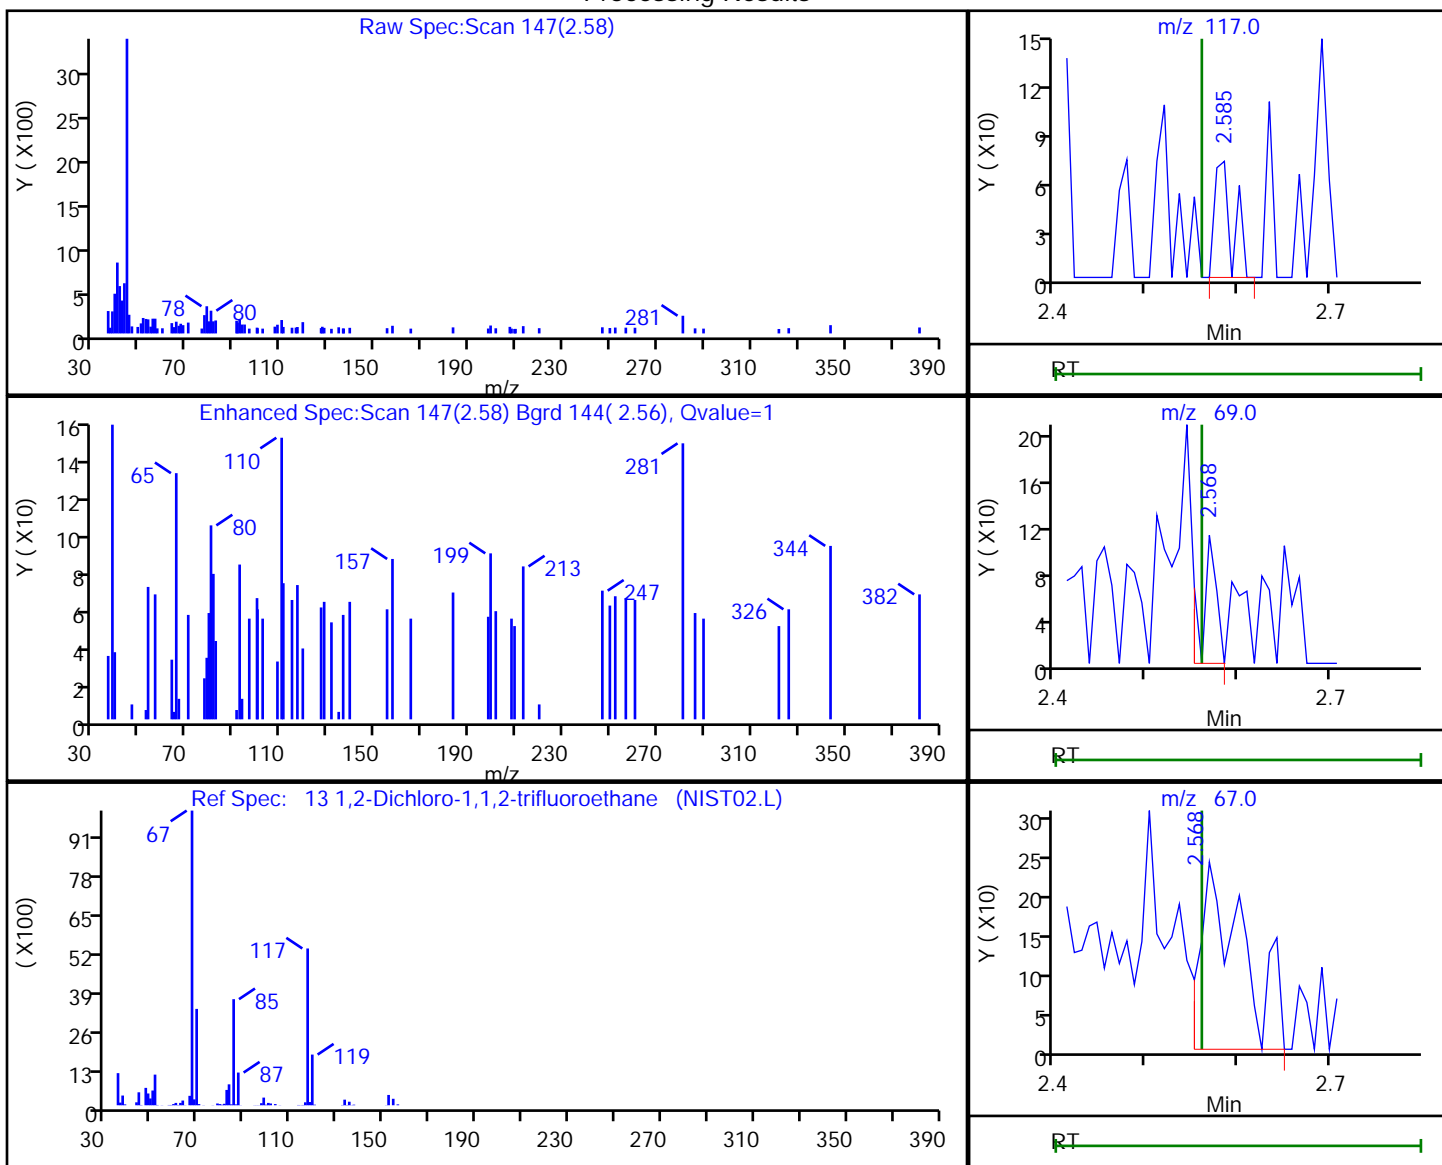 Processing Results
Raw Spec:Scan 147(2.58)
Y ( X100)
30
25
20
15
10
5
0
78
80
281
30 70 110 150 190 230 270 310 350 390
m/z
m/z 117.0
Y ( X10)
15
12
9
6
3
0
2.585
2.4 2.7
Min
RT
Enhanced Spec:Scan 147(2.58) Bgrd 144( 2.56), Qvalue=1
Y ( X10)
16
14
12
10
8
6
4
2
0
65
110
80
157
199
213
247
281
326
344
382
30 70 110 150 190 230 270 310 350 390
m/z
m/z 69.0
Y ( X10)
20
16
12
8
4
0
2.568
2.4 2.7
Min
RT
Ref Spec: 13 1,2-Dichloro-1,1,2-trifluoroethane (NIST02.L)
( X100)
91
78
65
52
39
26
13
0
67
117
85
119
87
30 70 110 150 190 230 270 310 350 390
m/z 67.0
Y ( X10)
30
25
20
15
10
5
0
2.568
2.4 2.7
Min
RT